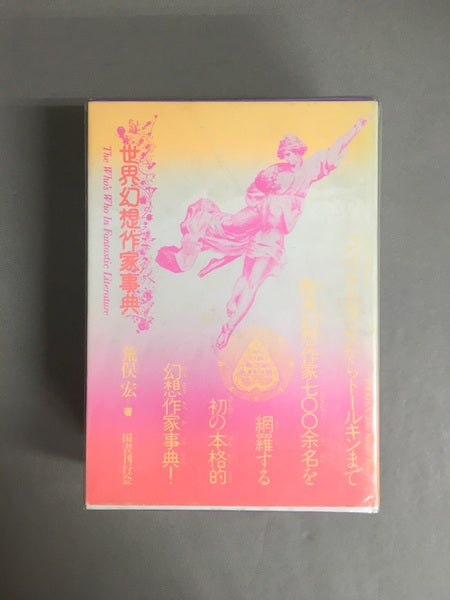 世界幻想作家事典
The Who's Who In Fantastic Literature
荒俣宏 著
国書刊行会
からトールキンまで
幻想作家七〇〇余名を
網羅する
初の本格的
幻想作家事典！